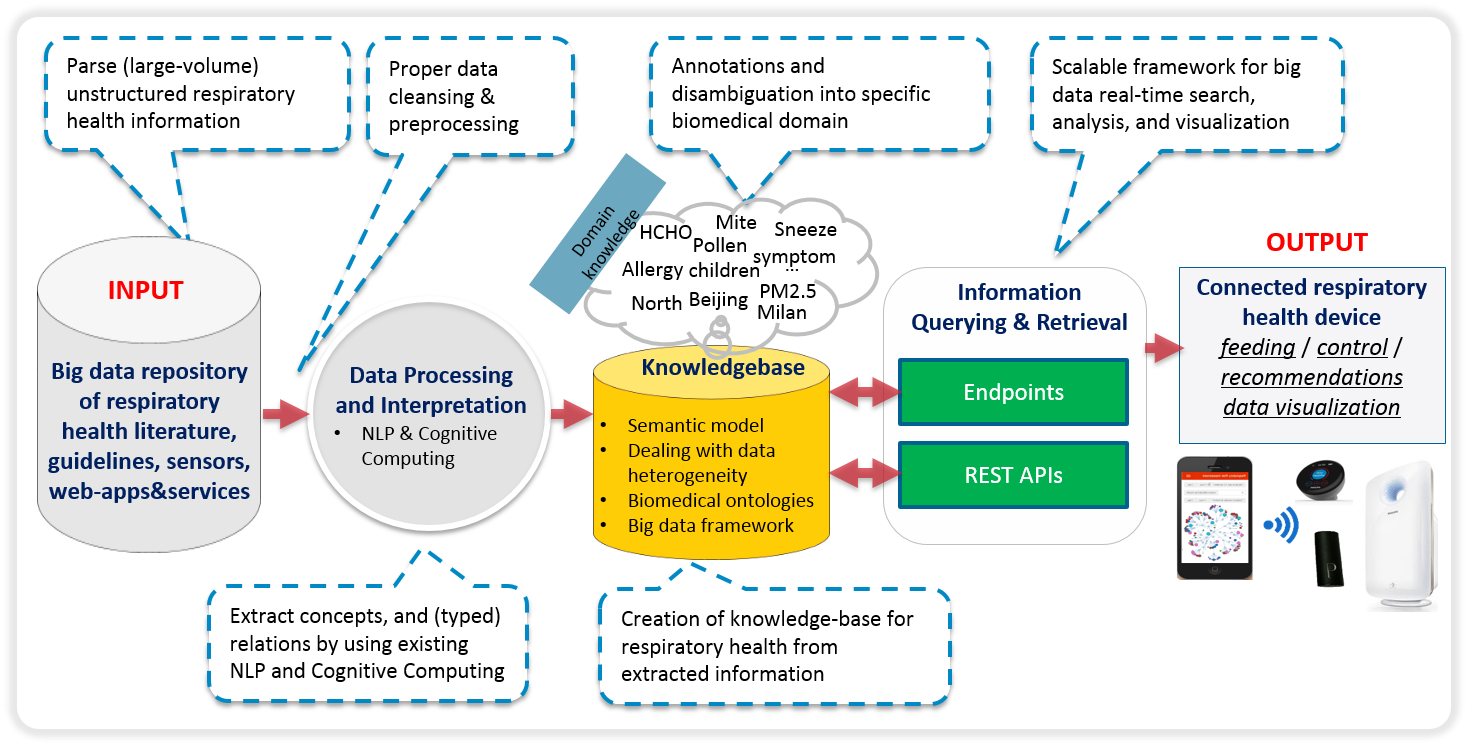 Parse (large-volume)
unstructured respiratory
health information
Proper data
cleansing &
preprocessing
Annotations and
disambiguation into specific
biomedical domain
Scalable framework for big
data real-time search,
analysis, and visualization
Domain
knowledge
HCHO
Mite
Sneeze
Pollen
symptom
Allergy
children
...
North
Beijing
PM2.5
Milan
INPUT
Big data repository
of respiratory
health literature,
guidelines, sensors,
web-apps&services
Data Processing
and Interpretation
• NLP & Cognitive
Computing
Knowledgebase
• Semantic model
• Dealing with data
heterogeneity
• Biomedical ontologies
• Big data framework
Information
Querying & Retrieval
Endpoints
REST APIs
OUTPUT
Connected respiratory
health device
feeding / control /
recommendations
data visualization
P
Extract concepts, and (typed)
relations by using existing
NLP and Cognitive Computing
Creation of knowledge-base for
respiratory health from
extracted information